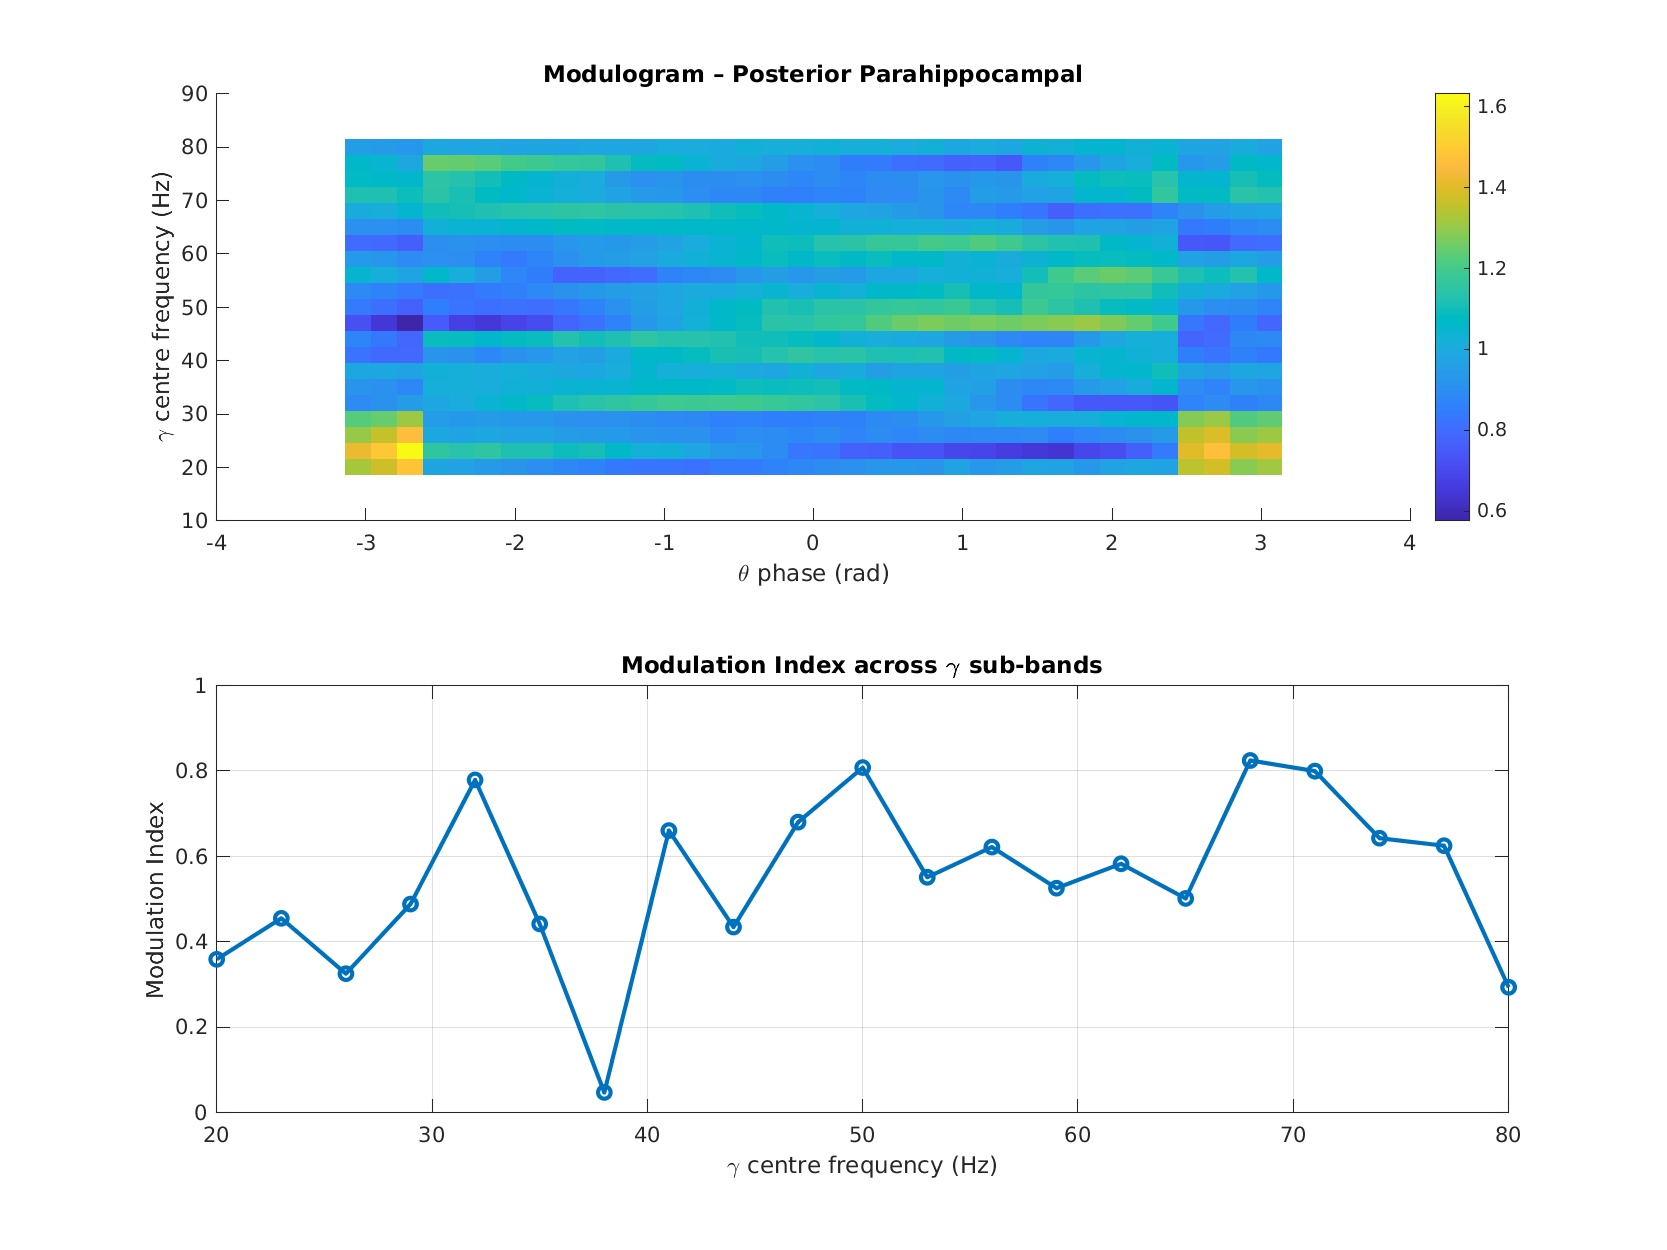 Modulogram – Posterior Parahippocampal
90
80
70
60
50
40
30
20
10
γ centre frequency (Hz)
-4 -3 -2 -1 0 1 2 3 4
θ phase (rad)
1.6
1.4
1.2
1
0.8
0.6
Modulation Index across γ sub-bands
1
0.8
0.6
0.4
0.2
0
Modulation Index
20 30 40 50 60 70 80
γ centre frequency (Hz)